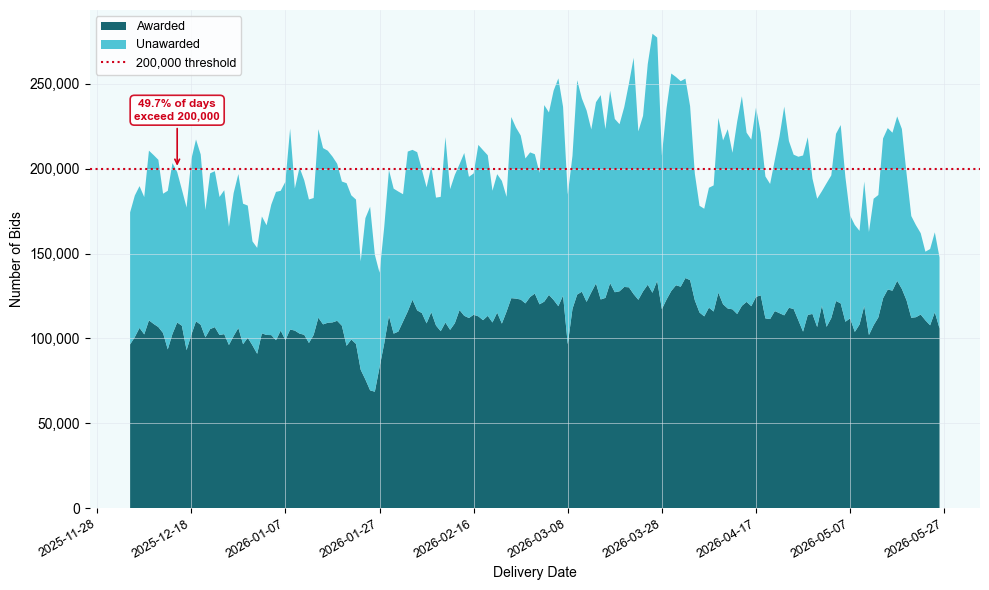 Awarded
Unawarded
200,000 threshold
49.7% of days
exceed 200,000
Number of Bids
250,000
200,000
150,000
100,000
50,000
0
2025-11-28
2025-12-18
2026-01-07
2026-01-27
2026-02-16
2026-03-08
2026-03-28
2026-04-17
2026-05-07
2026-05-27
Delivery Date